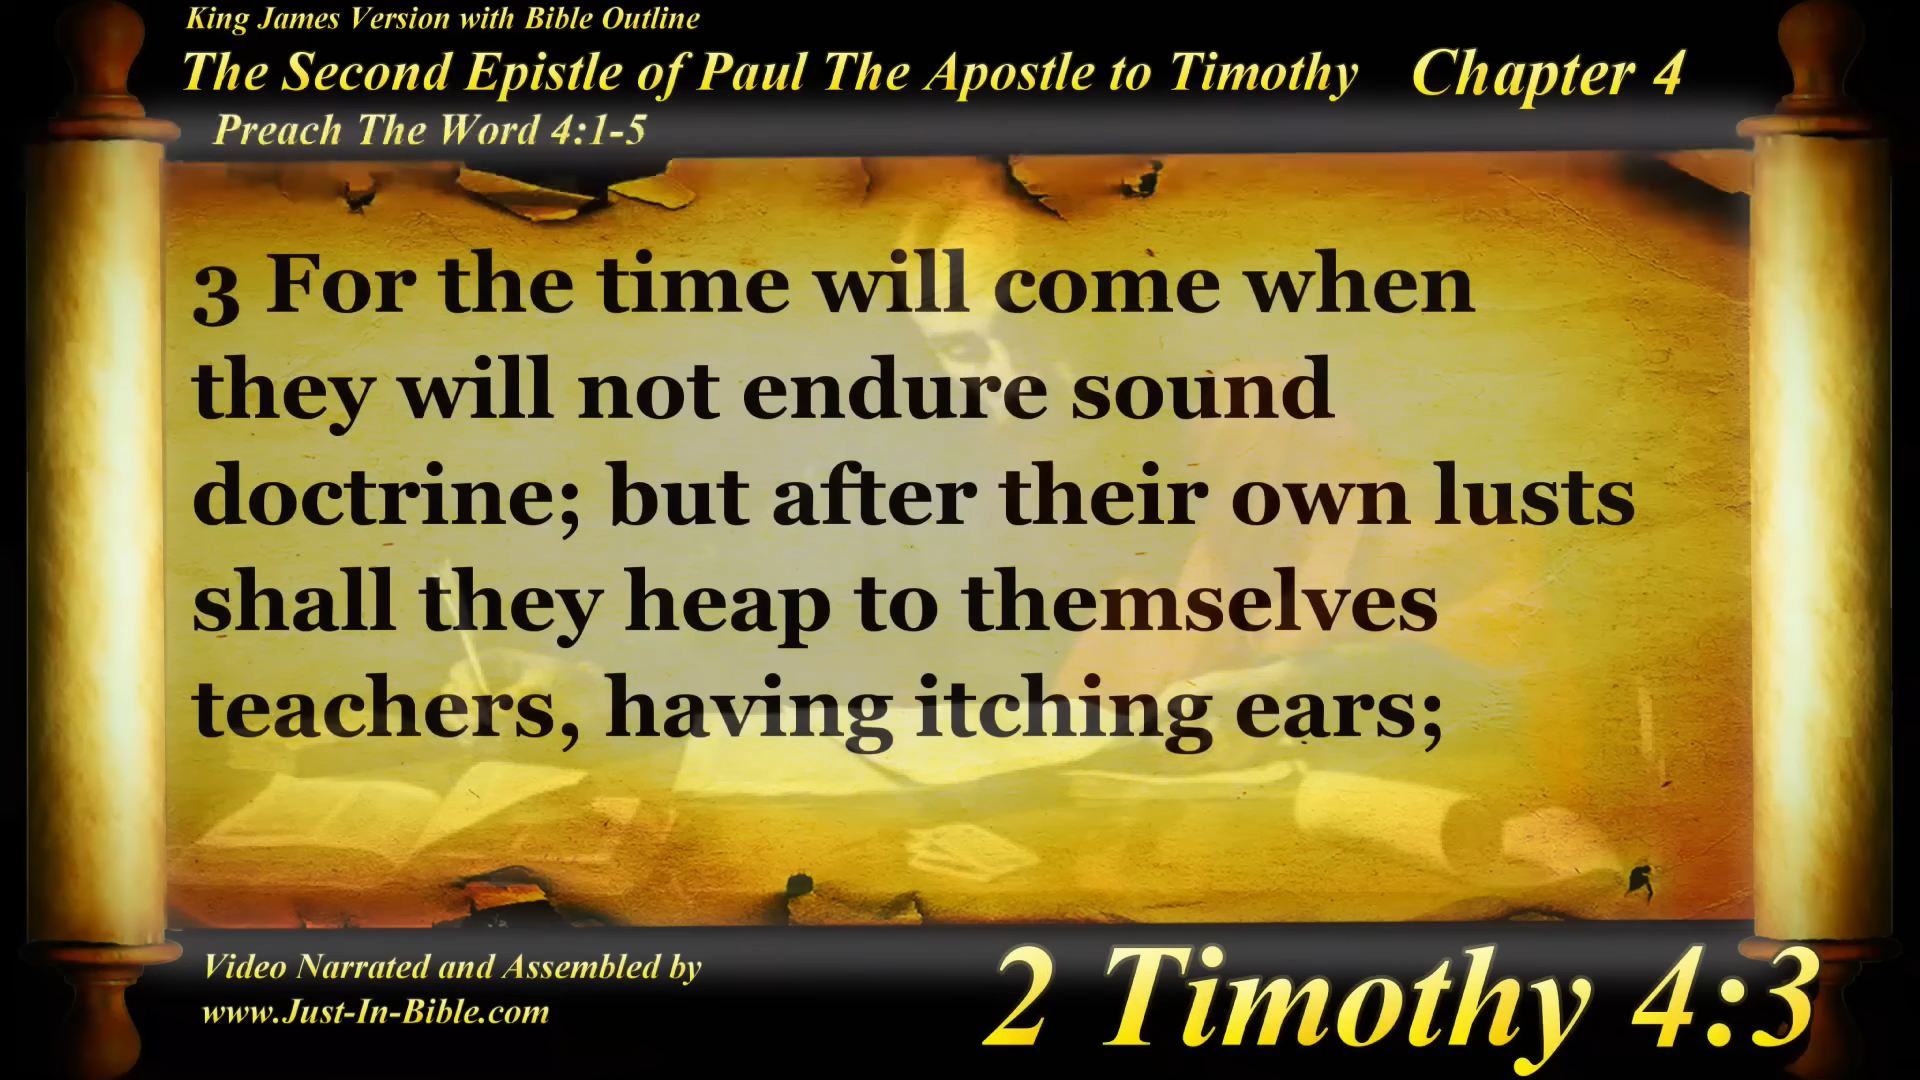 King James Version with Bible Outline
The Second Epistle of Paul The Apostle to Timothy Chapter 4
Preach The Word 4:1-5
3 For the time will come when
they will not endure sound
doctrine; but after their own lusts
shall they heap to themselves
teachers, having itching ears;
Video Narrated and Assembled by
www.Just-In-Bible.com
2 Timothy 4:3